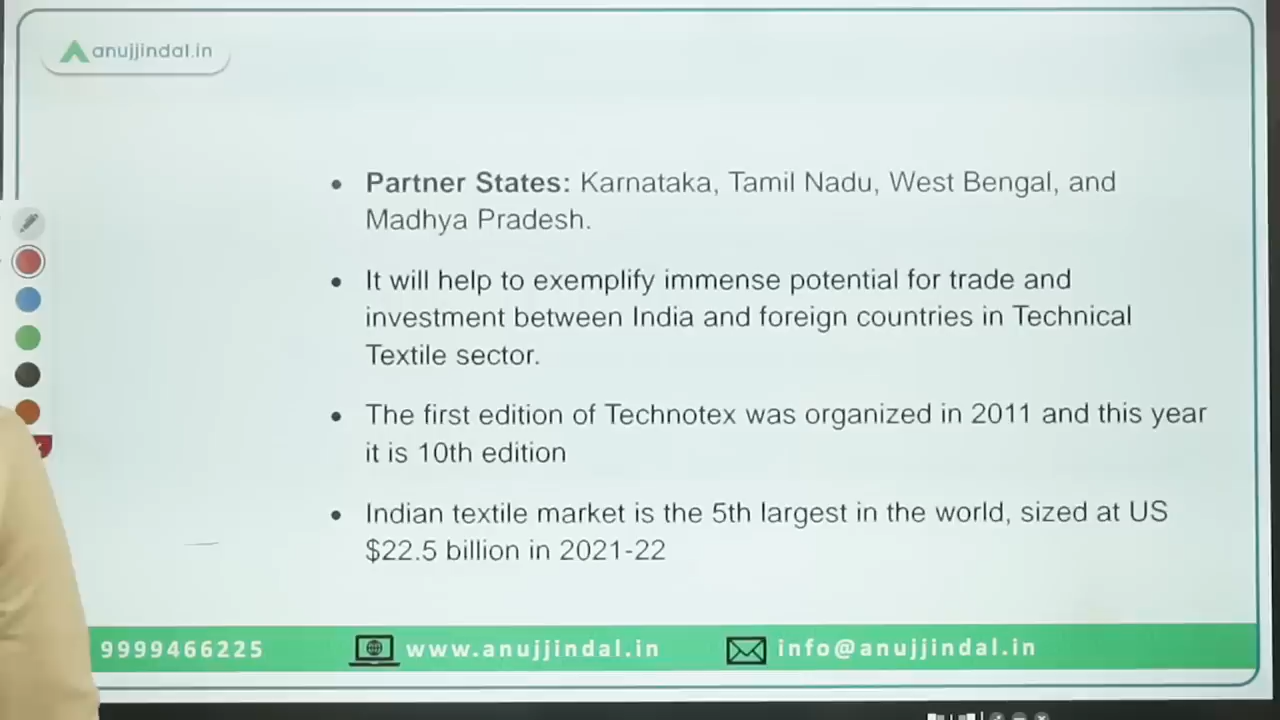 anujjindal.in
• Partner States: Karnataka, Tamil Nadu, West Bengal, and
Madhya Pradesh.
• It will help to exemplify immense potential for trade and
investment between India and foreign countries in Technical
Textile sector.
• The first edition of Technotex was organized in 2011 and this year
it is 10th edition
• Indian textile market is the 5th largest in the world, sized at US
$22.5 billion in 2021-22
9999466225 www.anujjindal.in info@anujjindal.in